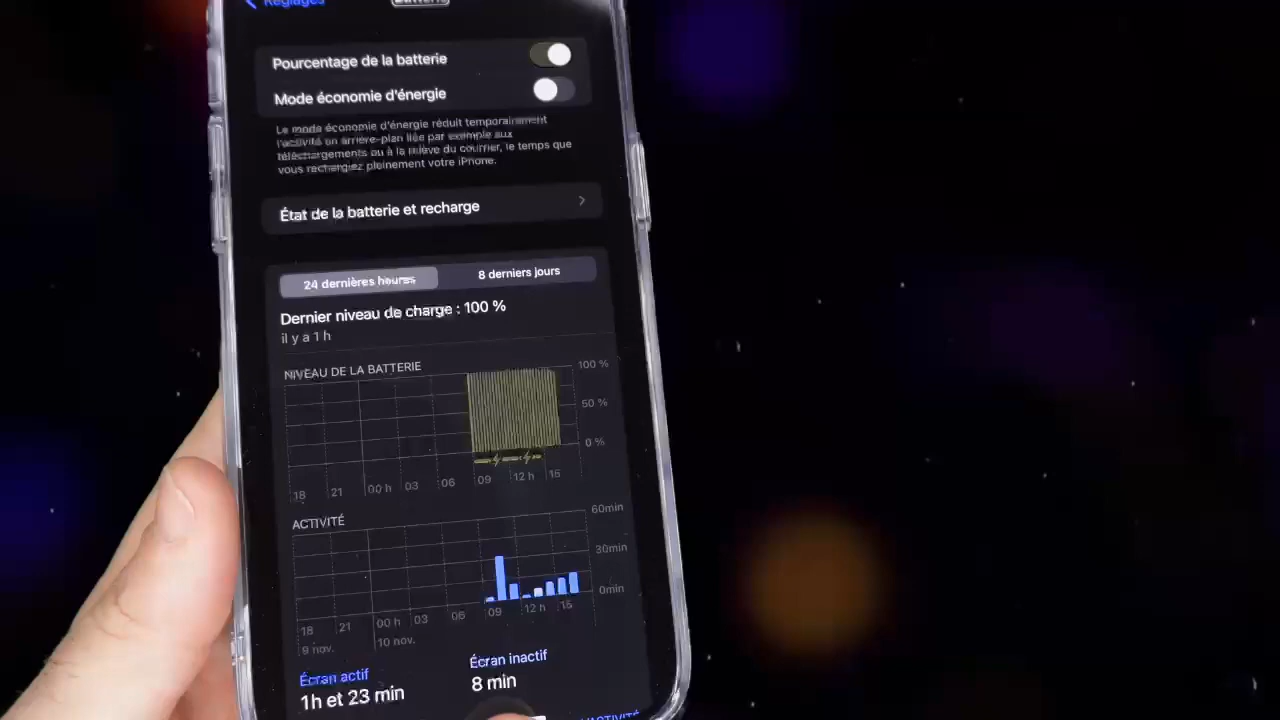 Réglages
Batterie
Pourcentage de la batterie
Mode économie d'énergie
Le mode économie d'énergie réduit temporairement
l'activité en arrière-plan liée par exemple aux
téléchargements ou à la relève du courrier, le temps que
vous rechargiez pleinement votre iPhone.
État de la batterie et recharge
24 dernières heures
8 derniers jours
Dernier niveau de charge : 100 %
il y a 1 h
NIVEAU DE LA BATTERIE
100 %
50 %
0 %
18 21 00 h 03 06 09 12 h 15
ACTIVITÉ
60min
30min
0min
18 21 00 h 03 06 09 12 h 15
9 nov. 10 nov.
Écran actif
1h et 23 min
Écran inactif
8 min
L'ACTIVITÉ